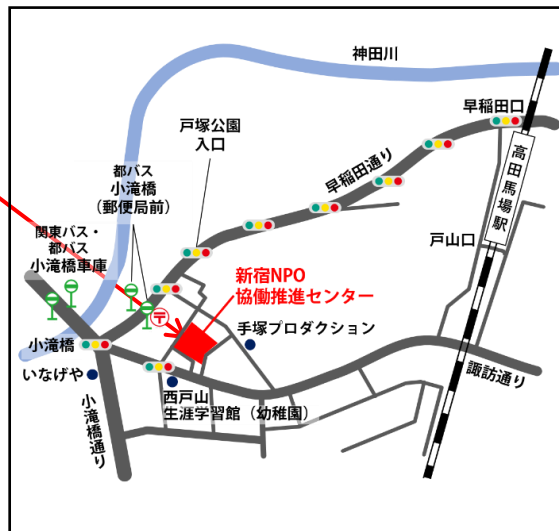 神田川
早稲田口
戸塚公園
入口
早稲田通り
高田馬場駅
都バス
小滝橋
(郵便局前)
戸山口
関東バス・
都バス
小滝橋車庫
新宿NPO
協働推進センター
〒
手塚プロダクション
小滝橋
いなげや
諏訪通り
西戸山
生涯学習館(幼稚園)
小滝橋通り